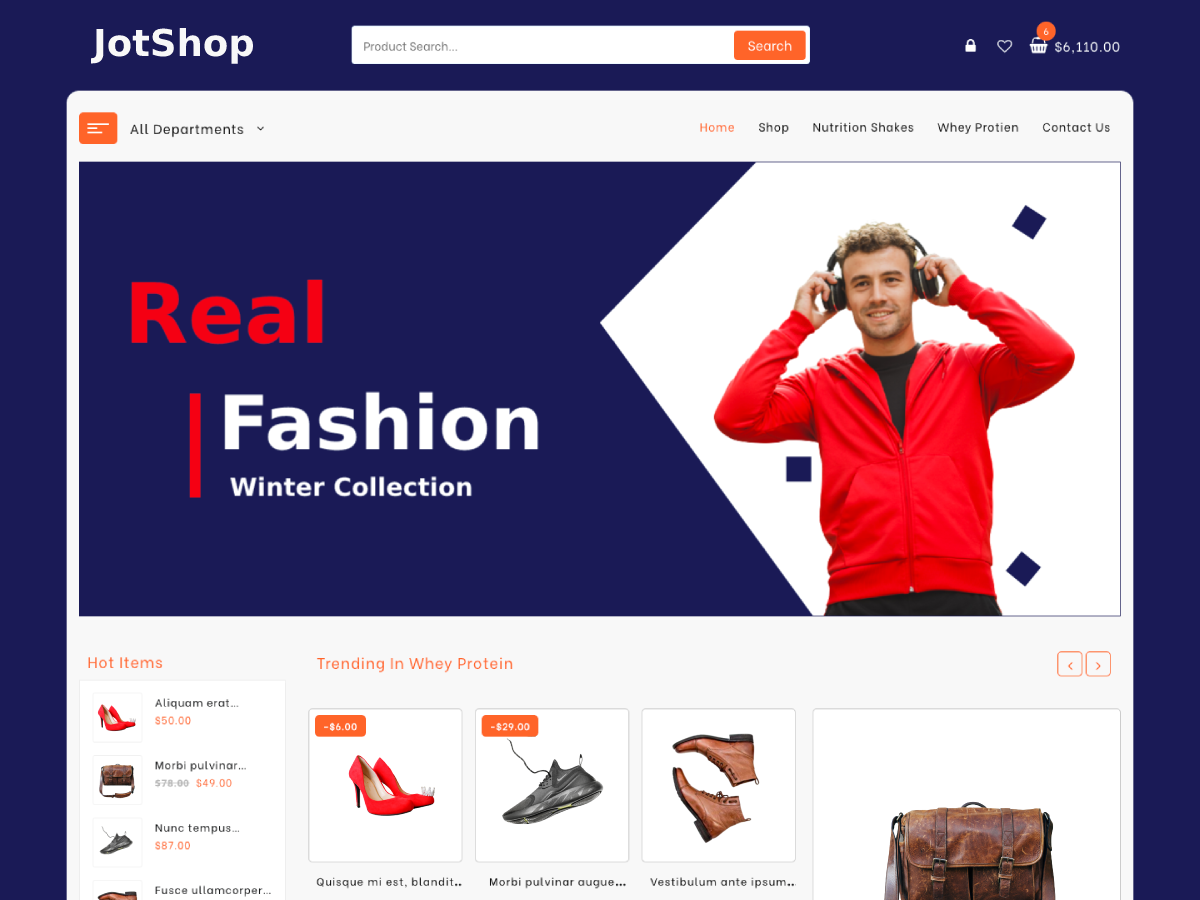 JotShop
Product Search...
Search
6
$6,110.00
All Departments
Home
Shop
Nutrition Shakes
Whey Protien
Contact Us
Real
Fashion
Winter Collection
Hot Items
Aliquam erat...
$50.00
Morbi pulvinar...
$78.00 $49.00
Nunc tempus...
$87.00
Fusce ullamcorper...
Trending In Whey Protein
-$6.00
-$29.00
Quisque mi est, blandit...
Morbi pulvinar augue...
Vestibulum ante ipsum...